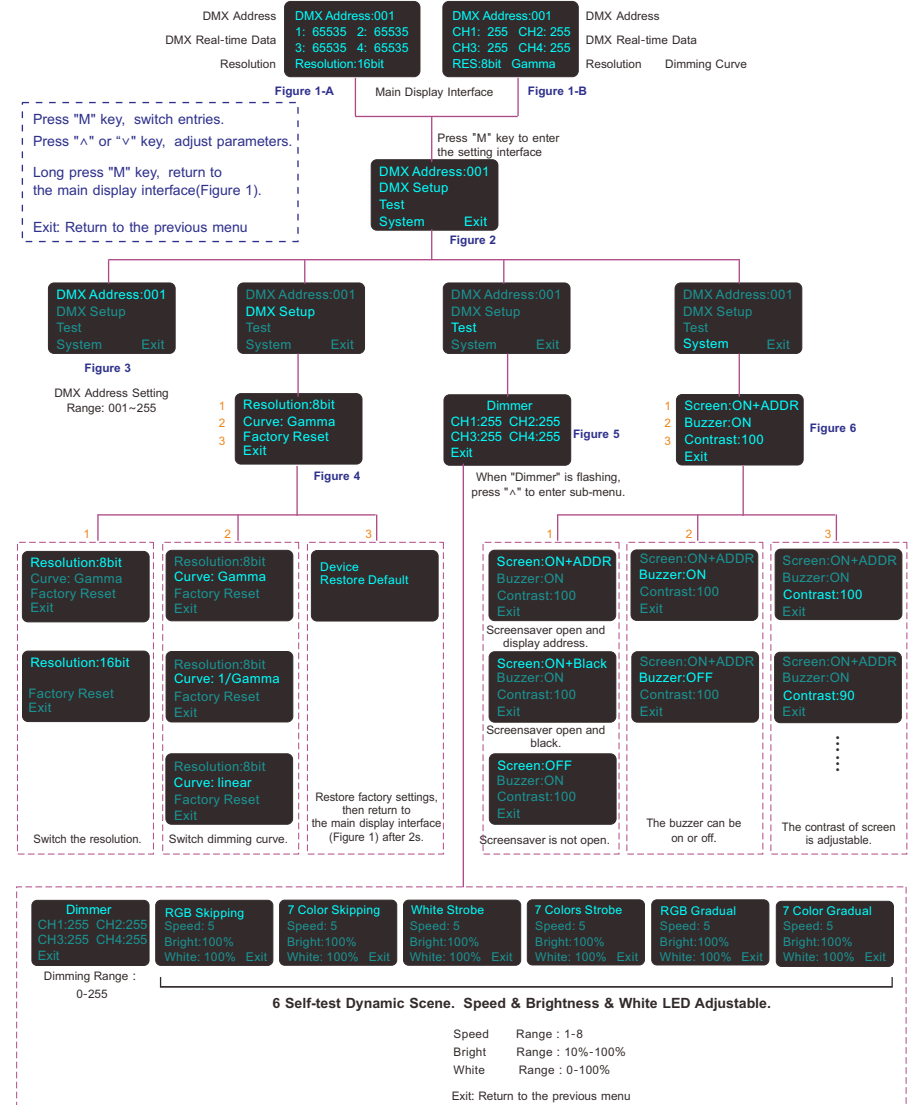 DMX Address
DMX Address:001
1: 65535 2: 65535
3: 65535 4: 65535
Resolution:16bit
DMX Real-time Data
Resolution
DMX Address:001
CH1: 255 CH2: 255
CH3: 255 CH4: 255
RES:8bit Gamma
DMX Address
DMX Real-time Data
Resolution Dimming Curve
Figure 1-A
Main Display Interface
Figure 1-B
Press "M" key, switch entries.
Press "∧" or "∨" key, adjust parameters.
Long press "M" key, return to
the main display interface(Figure 1).
Exit: Return to the previous menu
Press "M" key to enter
the setting interface
DMX Address:001
DMX Setup
Test
System Exit
Figure 2
DMX Address:001
DMX Setup
Test
System Exit
Figure 3
DMX Address Setting
Range: 001~255
DMX Address:001
DMX Setup
Test
System Exit
DMX Address:001
DMX Setup
Test
System Exit
DMX Address:001
DMX Setup
Test
System Exit
1
2
3
Resolution:8bit
Curve: Gamma
Factory Reset
Exit
Figure 4
Dimmer
CH1:255 CH2:255
CH3:255 CH4:255
Exit
Figure 5
When "Dimmer" is flashing,
press "∧" to enter sub-menu.
1
2
3
Screen:ON+ADDR
Buzzer:ON
Contrast:100
Exit
Figure 6
1
Resolution:8bit
Curve: Gamma
Factory Reset
Exit
Resolution:16bit
Factory Reset
Exit
Switch the resolution.
2
Resolution:8bit
Curve: Gamma
Factory Reset
Exit
Resolution:8bit
Curve: 1/Gamma
Factory Reset
Exit
Resolution:8bit
Curve: linear
Factory Reset
Exit
Switch dimming curve.
3
Device
Restore Default
Restore factory settings,
then return to
the main display interface
(Figure 1) after 2s.
1
Screen:ON+ADDR
Buzzer:ON
Contrast:100
Exit
Screensaver open and
display address.
Screen:ON+Black
Buzzer:ON
Contrast:100
Exit
Screensaver open and
black.
Screen:OFF
Buzzer:ON
Contrast:100
Exit
Screensaver is not open.
2
Screen:ON+ADDR
Buzzer:ON
Contrast:100
Exit
Screen:ON+ADDR
Buzzer:OFF
Contrast:100
Exit
The buzzer can be
on or off.
3
Screen:ON+ADDR
Buzzer:ON
Contrast:100
Exit
Screen:ON+ADDR
Buzzer:ON
Contrast:90
Exit
The contrast of screen
is adjustable.
Dimmer
CH1:255 CH2:255
CH3:255 CH4:255
Exit
Dimming Range :
0-255
RGB Skipping
Speed: 5
Bright:100%
White: 100% Exit
7 Color Skipping
Speed: 5
Bright:100%
White: 100% Exit
White Strobe
Speed: 5
Bright:100%
White: 100% Exit
7 Colors Strobe
Speed: 5
Bright:100%
White: 100% Exit
RGB Gradual
Speed: 5
Bright:100%
White: 100% Exit
7 Color Gradual
Speed: 5
Bright:100%
White: 100% Exit
6 Self-test Dynamic Scene. Speed & Brightness & White LED Adjustable.
Speed Range : 1-8
Bright Range : 10%-100%
White Range : 0-100%
Exit: Return to the previous menu